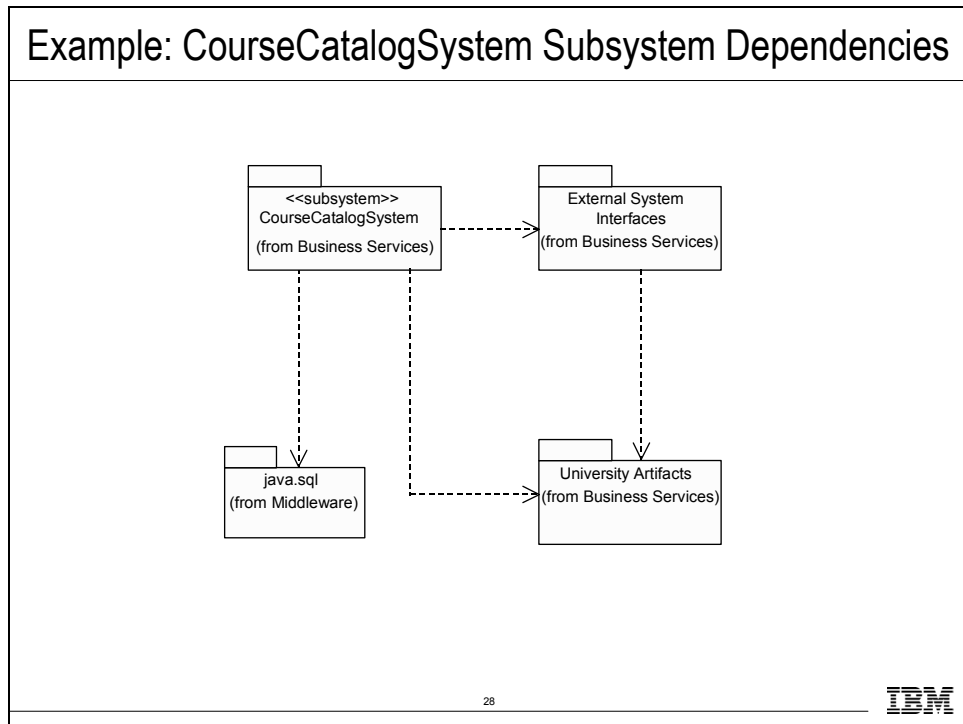 Example: CourseCatalogSystem Subsystem Dependencies
<<subsystem>>
CourseCatalogSystem
(from Business Services)
External System
Interfaces
(from Business Services)
java.sql
(from Middleware)
University Artifacts
(from Business Services)
28
IBM